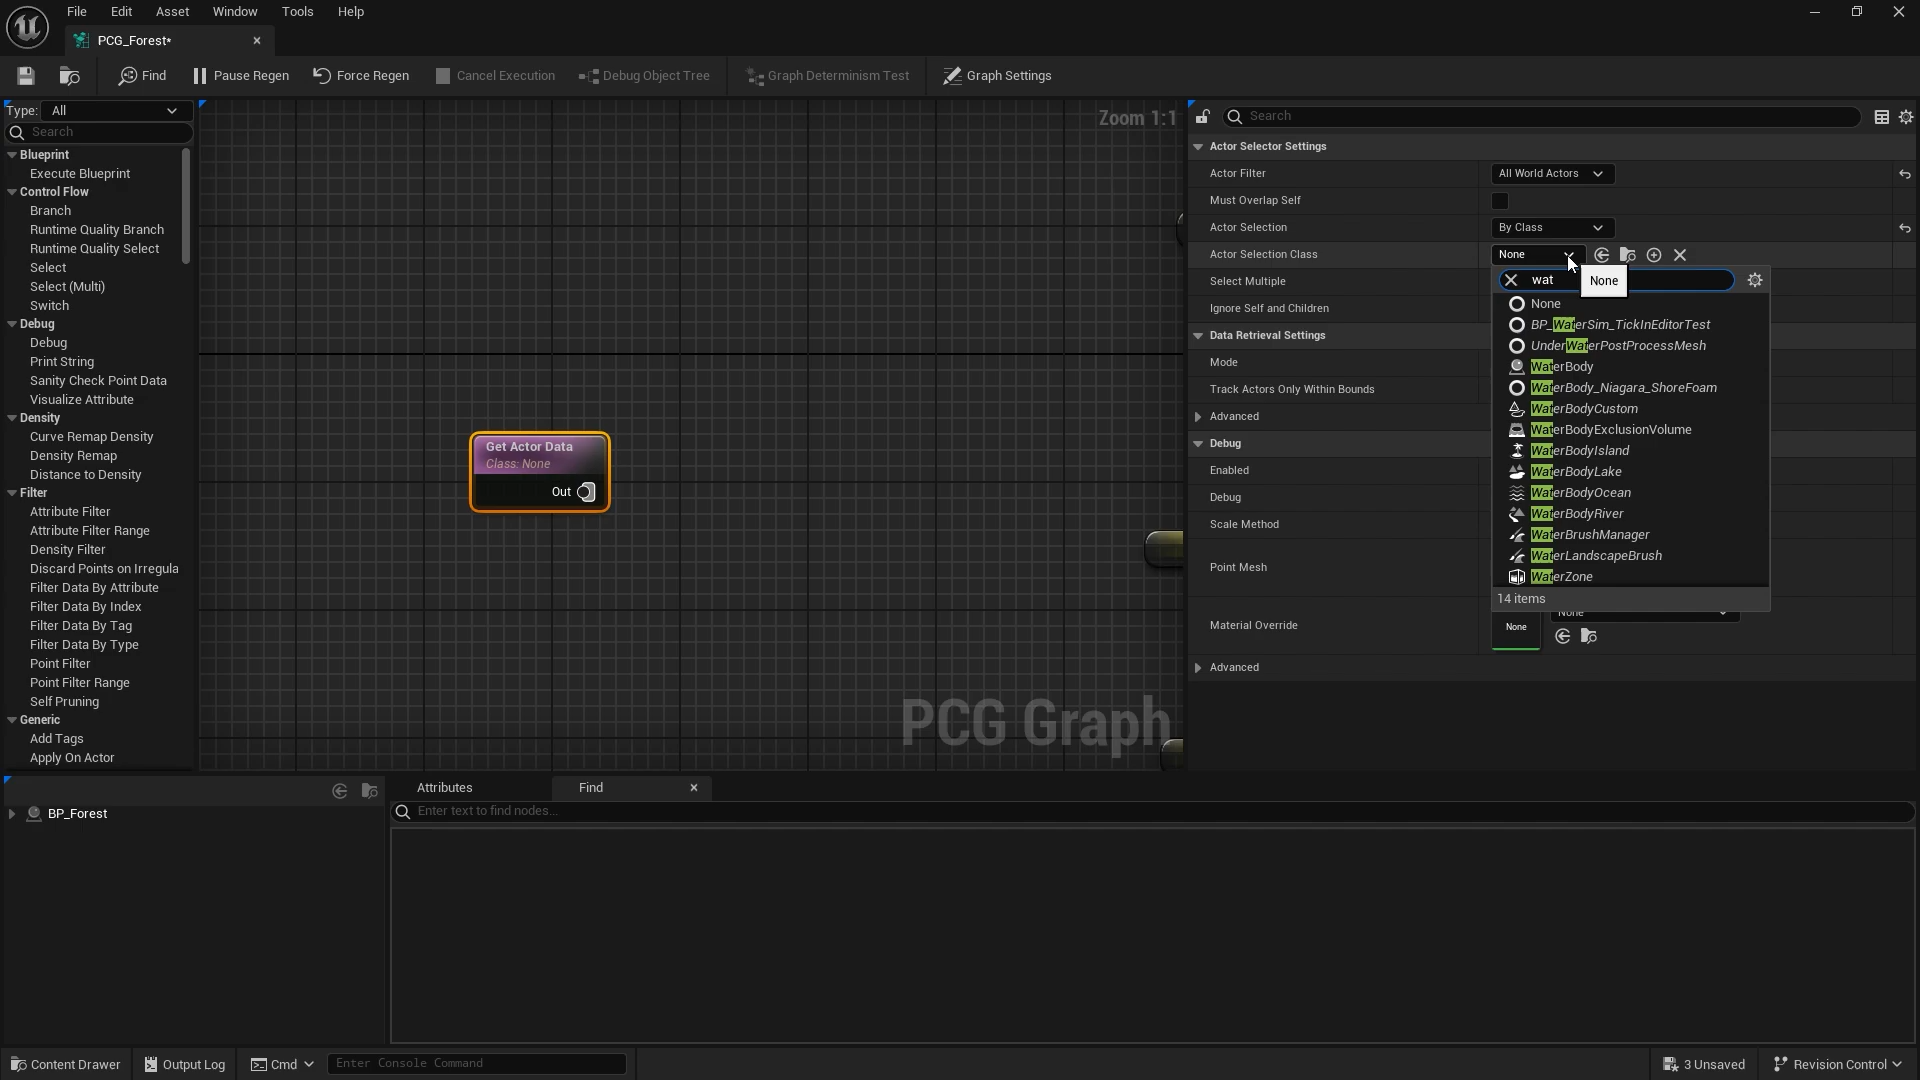 File Edit Asset Window Tools Help
PCG_Forest*
Find Pause Regen Force Regen Cancel Execution Debug Object Tree Graph Determinism Test Graph Settings
Type: All
Search
Blueprint
Execute Blueprint
Control Flow
Branch
Runtime Quality Branch
Runtime Quality Select
Select
Select (Multi)
Switch
Debug
Debug
Print String
Sanity Check Point Data
Visualize Attribute
Density
Curve Remap Density
Density Remap
Distance to Density
Filter
Attribute Filter
Attribute Filter Range
Density Filter
Discard Points on Irregula
Filter Data By Attribute
Filter Data By Index
Filter Data By Tag
Filter Data By Type
Point Filter
Point Filter Range
Self Pruning
Generic
Add Tags
Apply On Actor
Zoom 1:1
Get Actor Data
Class: None
Out
PCG Graph
Search
Actor Selector Settings
Actor Filter All World Actors
Must Overlap Self
Actor Selection By Class
Actor Selection Class None
Select Multiple
Ignore Self and Children
Data Retrieval Settings
Mode
Track Actors Only Within Bounds
Advanced
Debug
Enabled
Debug
Scale Method
Point Mesh
Material Override None None
Advanced
wat None
None
BP_WaterSim_TickInEditorTest
UnderWaterPostProcessMesh
WaterBody
WaterBody_Niagara_ShoreFoam
WaterBodyCustom
WaterBodyExclusionVolume
WaterBodyIsland
WaterBodyLake
WaterBodyOcean
WaterBodyRiver
WaterBrushManager
WaterLandscapeBrush
WaterZone
14 items
BP_Forest
Attributes Find
Enter text to find nodes...
Content Drawer Output Log Cmd Enter Console Command 3 Unsaved Revision Control